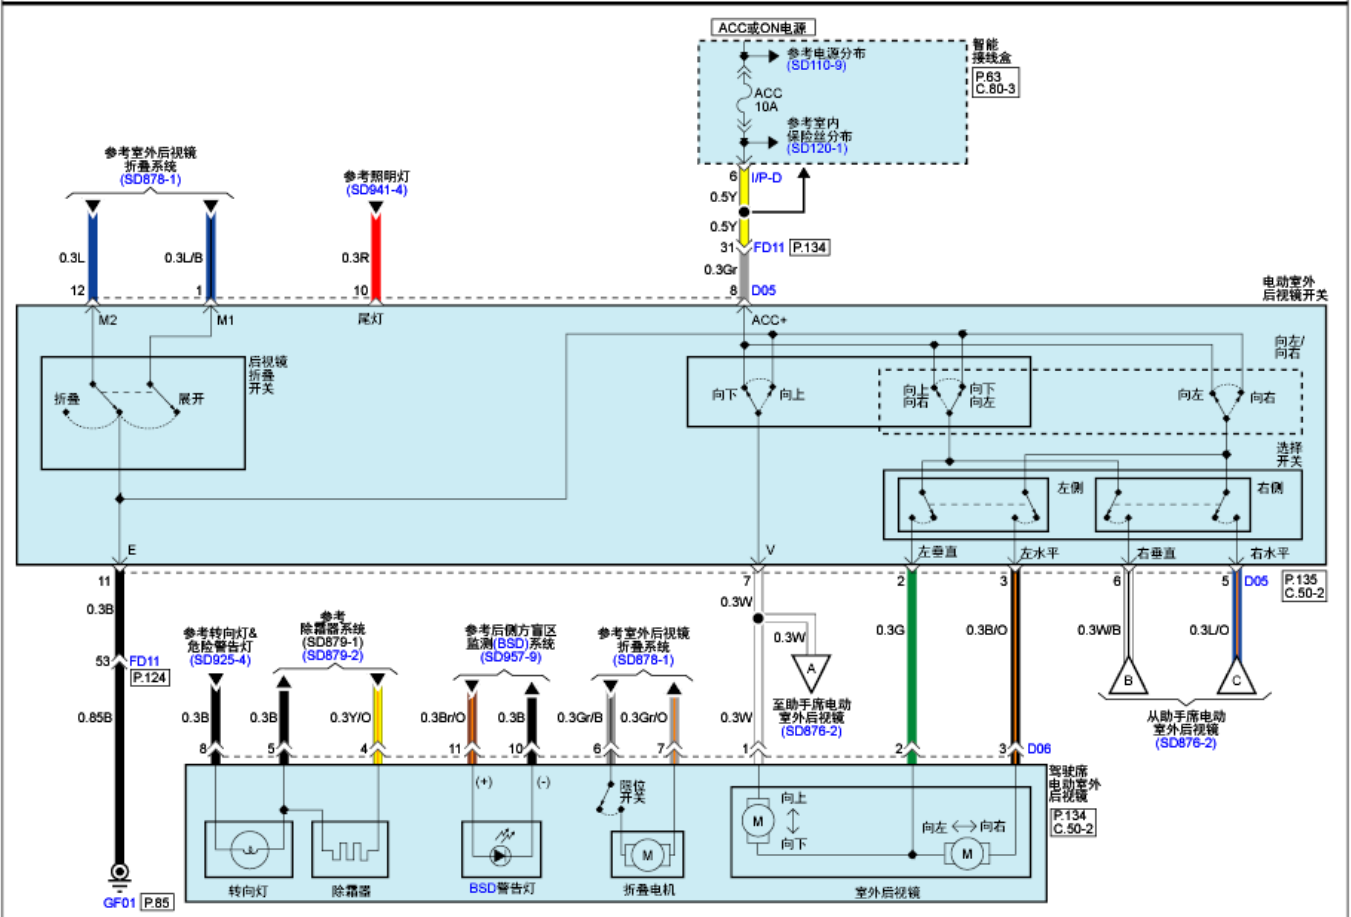 ACC或ON电源
智能
接线盒
P.63
C.80-3
参考电源分布
(SD110-9)
ACC
10A
参考室内
保险丝分布
(SD120-1)
6
I/P-D
0.5Y
0.5Y
31
FD11
P.134
0.3Gr
8
D05
参考室外后视镜
折叠系统
(SD878-1)
参考照明灯
(SD941-4)
0.3L
0.3L/B
0.3R
12
1
10
电动室外
后视镜开关
M2
M1
尾灯
ACC+
向左/
向右
后视镜
折叠
开关
折叠
展开
向下
向上
向上
向右
向下
向左
向左
向右
选择
开关
左侧
右侧
E
V
左垂直
左水平
右垂直
右水平
11
7
2
3
6
5
D05
P.135
C.50-2
0.3B
0.3W
0.3W
0.3G
0.3B/O
0.3W/B
0.3L/O
53
FD11
P.124
0.85B
参考转向灯&
危险警告灯
(SD925-4)
参考
除霜器系统
(SD879-1)
(SD879-2)
参考后侧方盲区
监测(BSD)系统
(SD957-9)
参考室外后视镜
折叠系统
(SD878-1)
A
至助手席电动
室外后视镜
(SD876-2)
B
C
从助手席电动
室外后视镜
(SD876-2)
0.3B
0.3B
0.3Y/O
0.3Br/O
0.3B
0.3Gr/B
0.3Gr/O
0.3W
8
5
4
11
10
6
7
1
2
3
D06
驾驶席
电动室外
后视镜
P.134
C.50-2
(+)
(-)
限位
开关
向上
向下
向左
向右
M
M
M
转向灯
除霜器
BSD警告灯
折叠电机
室外后视镜
GF01
P.85